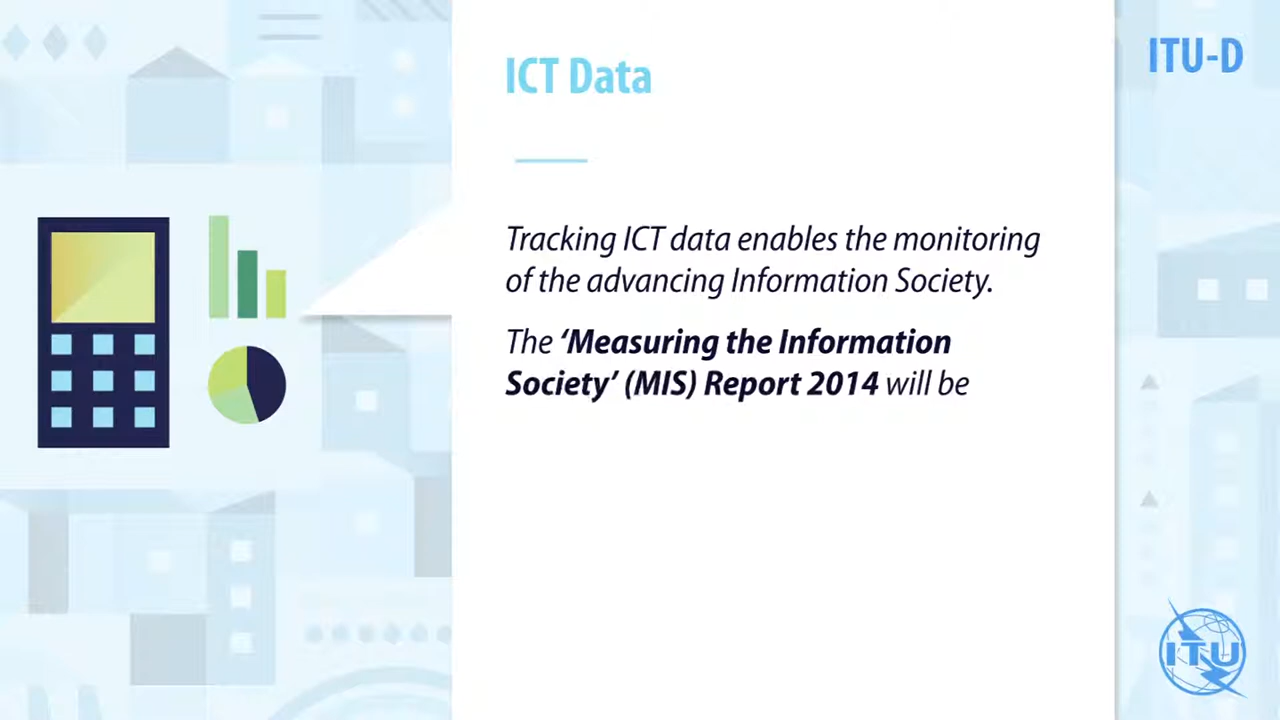 ICT Data
ITU-D
Tracking ICT data enables the monitoring
of the advancing Information Society.
The ‘Measuring the Information
Society’ (MIS) Report 2014 will be
ITU